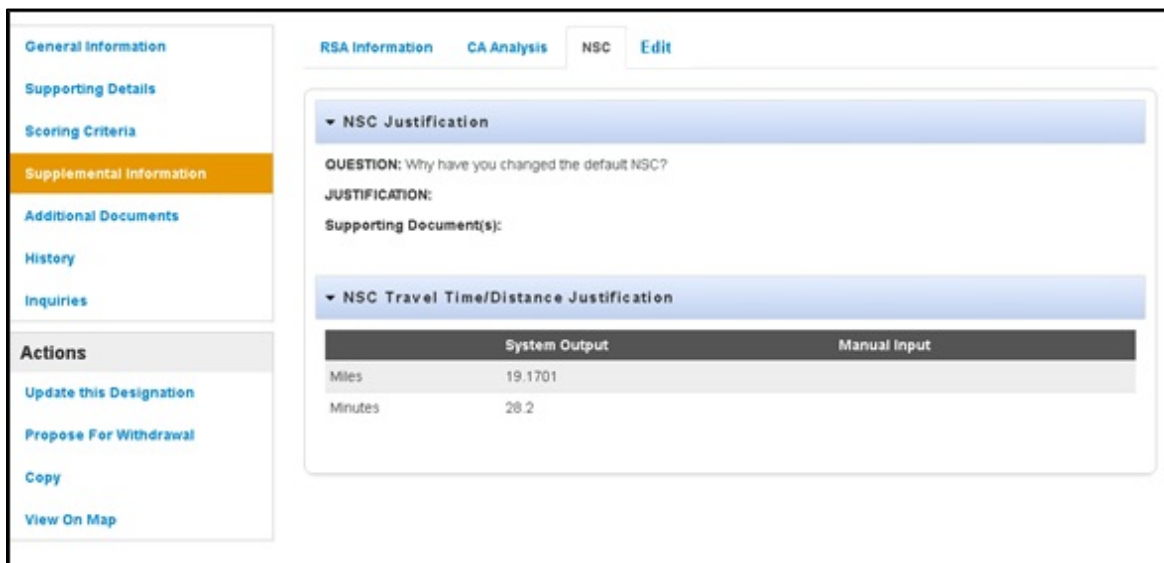 General Information
Supporting Details
Scoring Criteria
Supplemental Information
Additional Documents
History
Inquiries
Actions
Update this Designation
Propose For Withdrawal
Copy
View On Map
RSA Information CA Analysis NSC Edit
NSC Justification
QUESTION: Why have you changed the default NSC?
JUSTIFICATION:
Supporting Document(s):
NSC Travel Time/Distance Justification
System Output Manual Input
Miles 19.1701
Minutes 28.2